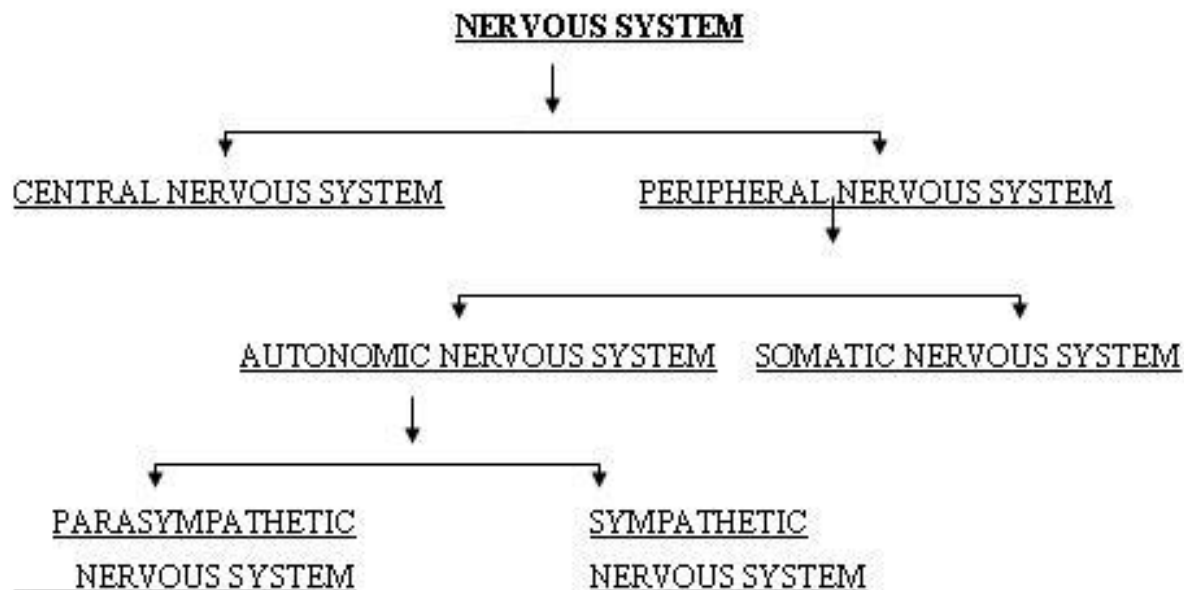 NERVOUS SYSTEM
CENTRAL NERVOUS SYSTEM
PERIPHERAL NERVOUS SYSTEM
AUTONOMIC NERVOUS SYSTEM
SOMATIC NERVOUS SYSTEM
PARASYMPATHETIC
NERVOUS SYSTEM
SYMPATHETIC
NERVOUS SYSTEM